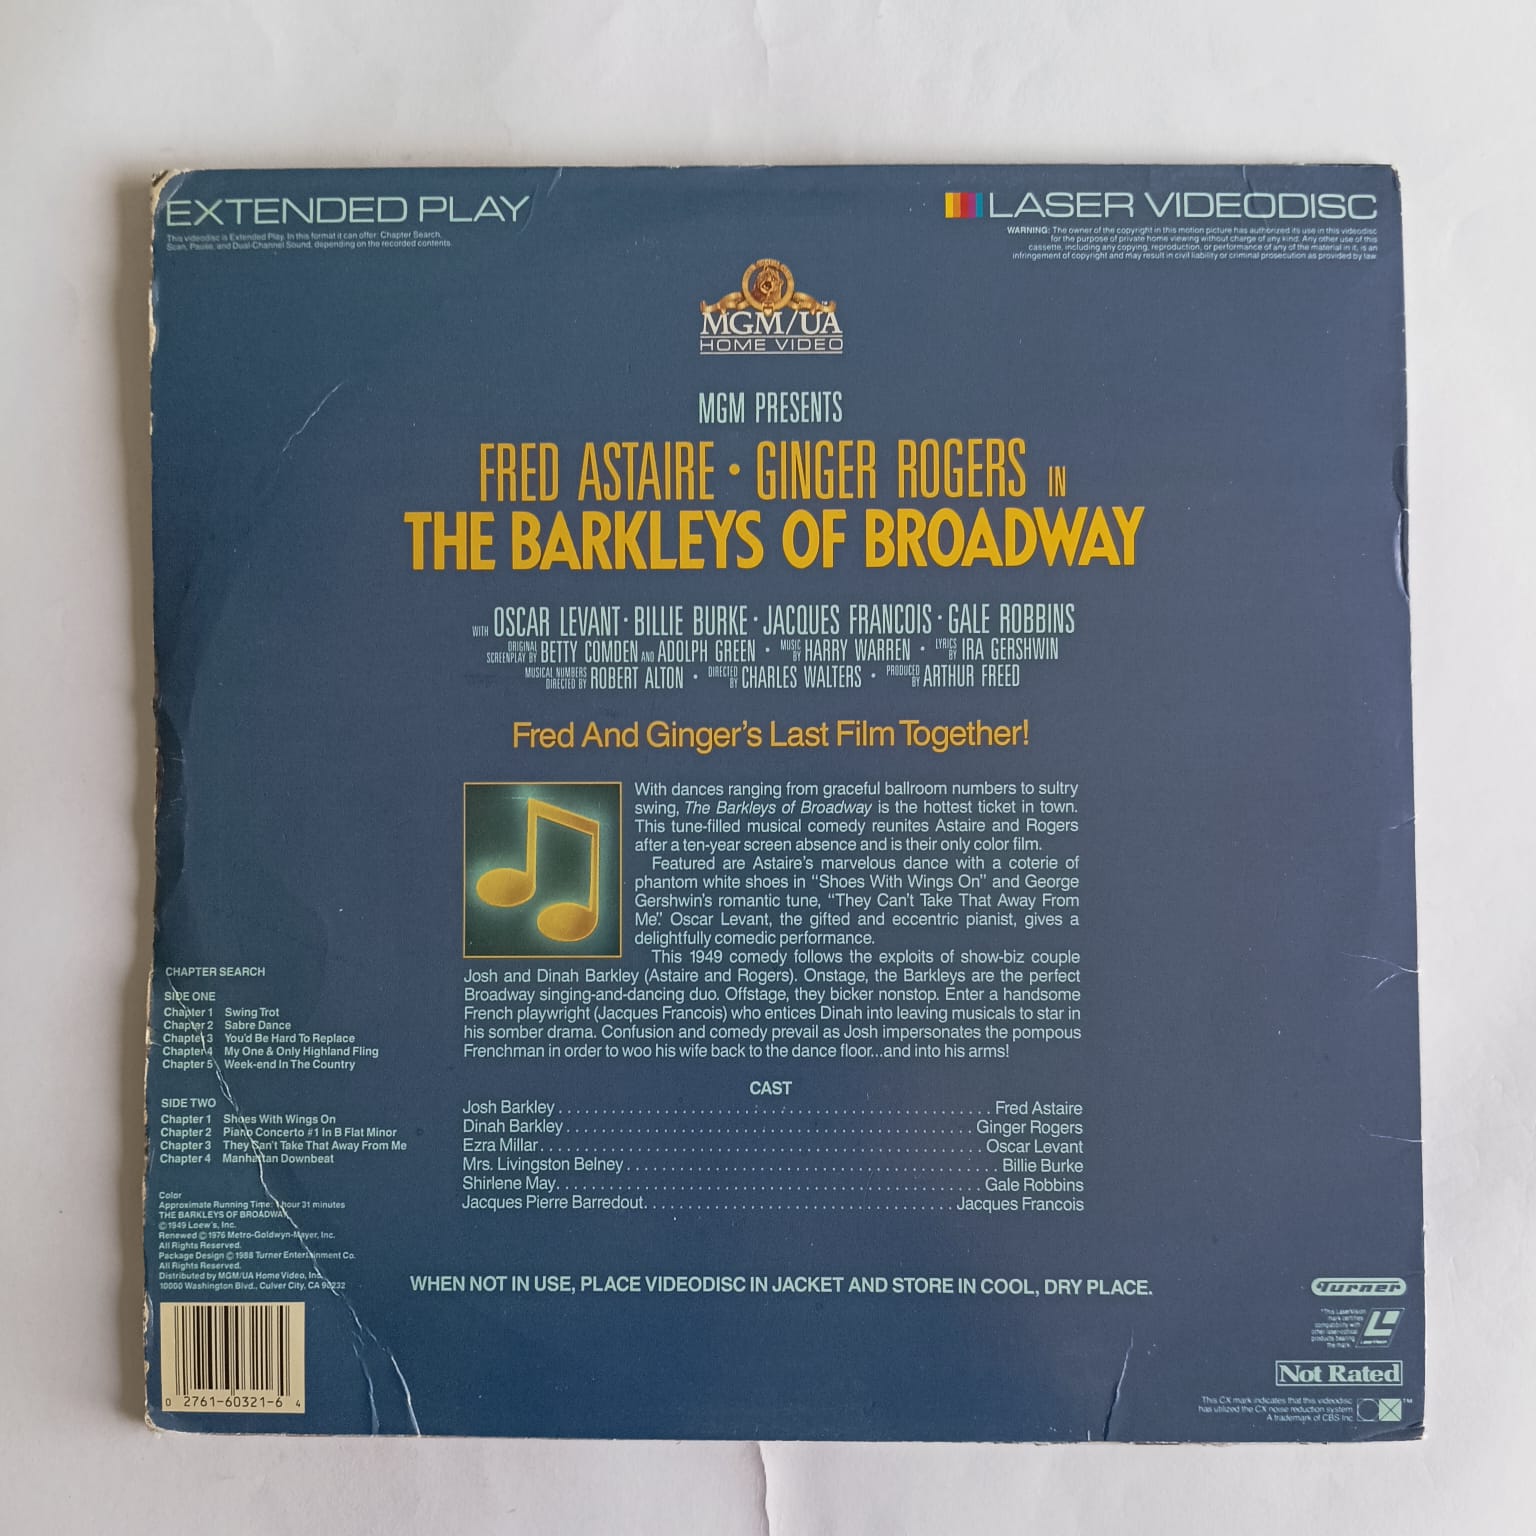 EXTENDED PLAY
This videodisc is Extended Play. In this format it can offer: Chapter Search,
Scan, Pause, and Dual-Channel Sound, depending on the recorded contents.
LASER VIDEODISC
WARNING: The owner of the copyright in this motion picture has authorized its use in this videodisc
for the purpose of private home viewing without charge of any kind. Any other use of this
cassette, including any copying, reproduction, or performance of any of the material in it, is an
infringement of copyright and may result in civil liability or criminal prosecution as provided by law.
MGM/UA
HOME VIDEO
MGM PRESENTS
FRED ASTAIRE • GINGER ROGERS IN
THE BARKLEYS OF BROADWAY
WITH OSCAR LEVANT • BILLIE BURKE • JACQUES FRANCOIS • GALE ROBBINS
ORIGINAL SCREENPLAY BY BETTY COMDEN AND ADOLPH GREEN • MUSIC BY HARRY WARREN • LYRICS BY IRA GERSHWIN
MUSICAL NUMBERS DIRECTED BY ROBERT ALTON • DIRECTED BY CHARLES WALTERS • PRODUCED BY ARTHUR FREED
Fred And Ginger's Last Film Together!
With dances ranging from graceful ballroom numbers to sultry
swing, The Barkleys of Broadway is the hottest ticket in town.
This tune-filled musical comedy reunites Astaire and Rogers
after a ten-year screen absence and is their only color film.
Featured are Astaire's marvelous dance with a coterie of
phantom white shoes in "Shoes With Wings On" and George
Gershwin's romantic tune, "They Can't Take That Away From
Me." Oscar Levant, the gifted and eccentric pianist, gives a
delightfully comedic performance.
This 1949 comedy follows the exploits of show-biz couple
Josh and Dinah Barkley (Astaire and Rogers). Onstage, the Barkleys are the perfect
Broadway singing-and-dancing duo. Offstage, they bicker nonstop. Enter a handsome
French playwright (Jacques Francois) who entices Dinah into leaving musicals to star in
his somber drama. Confusion and comedy prevail as Josh impersonates the pompous
Frenchman in order to woo his wife back to the dance floor...and into his arms!
CAST
Josh Barkley Fred Astaire
Dinah Barkley Ginger Rogers
Ezra Millar Oscar Levant
Mrs. Livingston Belney Billie Burke
Shirlene May Gale Robbins
Jacques Pierre Barredout Jacques Francois
CHAPTER SEARCH
SIDE ONE
Chapter 1 Swing Trot
Chapter 2 Sabre Dance
Chapter 3 You'd Be Hard To Replace
Chapter 4 My One & Only Highland Fling
Chapter 5 Week-end In The Country
SIDE TWO
Chapter 1 Shoes With Wings On
Chapter 2 Piano Concerto #1 In B Flat Minor
Chapter 3 They Can't Take That Away From Me
Chapter 4 Manhattan Downbeat
Color
Approximate Running Time: 1 hour 31 minutes
THE BARKLEYS OF BROADWAY
© 1949 Loew's, Inc.
Renewed © 1976 Metro-Goldwyn-Mayer, Inc.
All Rights Reserved.
Package Design © 1988 Turner Entertainment Co.
All Rights Reserved.
Distributed by MGM/UA Home Video, Inc.
10000 Washington Blvd., Culver City, CA 90232
0 2761-60321-6 4
WHEN NOT IN USE, PLACE VIDEODISC IN JACKET AND STORE IN COOL, DRY PLACE.
Turner
"This LaserVision
mark certifies
compatibility with
other laser-optical
products bearing
the mark.
LaserVision
Not Rated
This CX mark indicates that this videodisc
has utilized the CX noise reduction system.
A trademark of CBS Inc.
TM